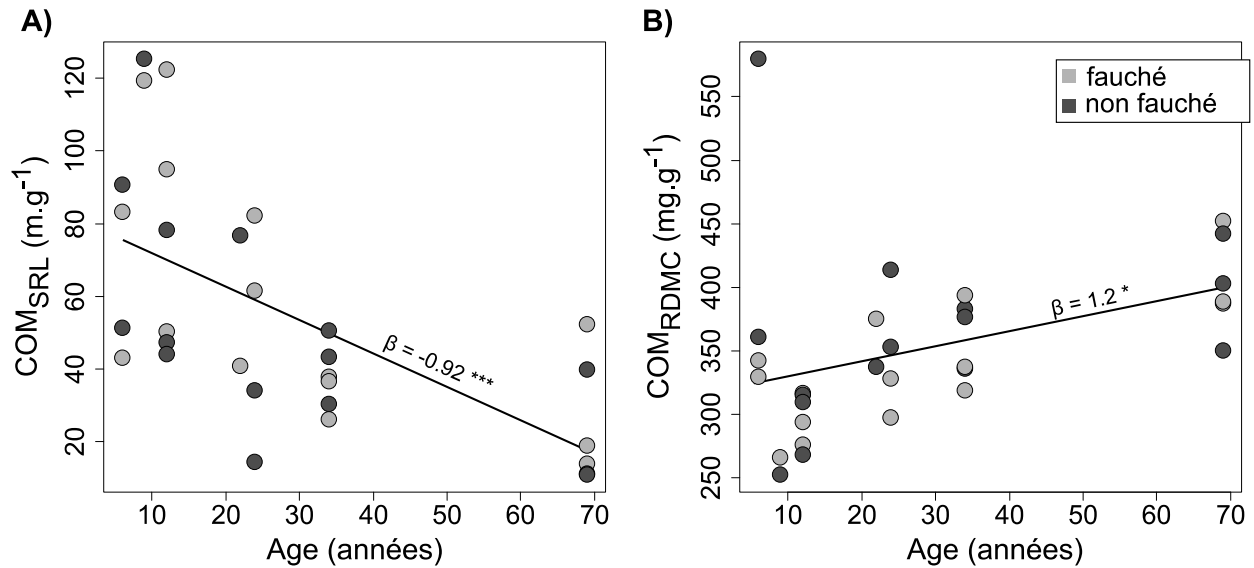 A)
COM_SRL (m.g⁻¹)
120
100
80
60
40
20
β = -0.92 ***
10 20 30 40 50 60 70
Age (années)
B)
COM_RDMC (mg.g⁻¹)
550
500
450
400
350
300
250
fauché
non fauché
β = 1.2 *
10 20 30 40 50 60 70
Age (années)